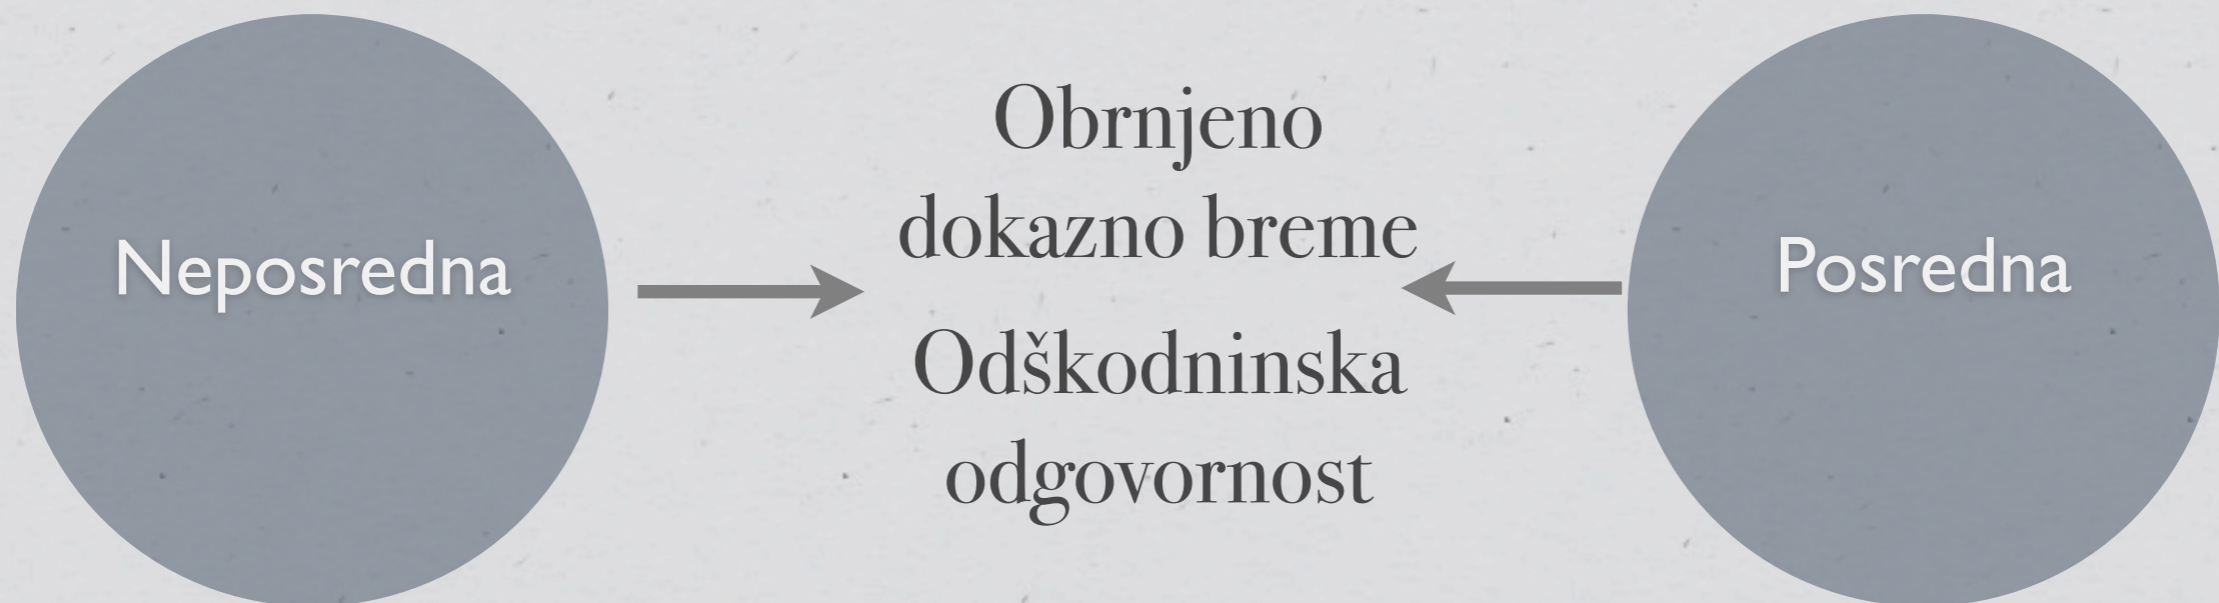 Neposredna
Obrnjeno
dokazno breme
Odškodninska
odgovornost
Posredna